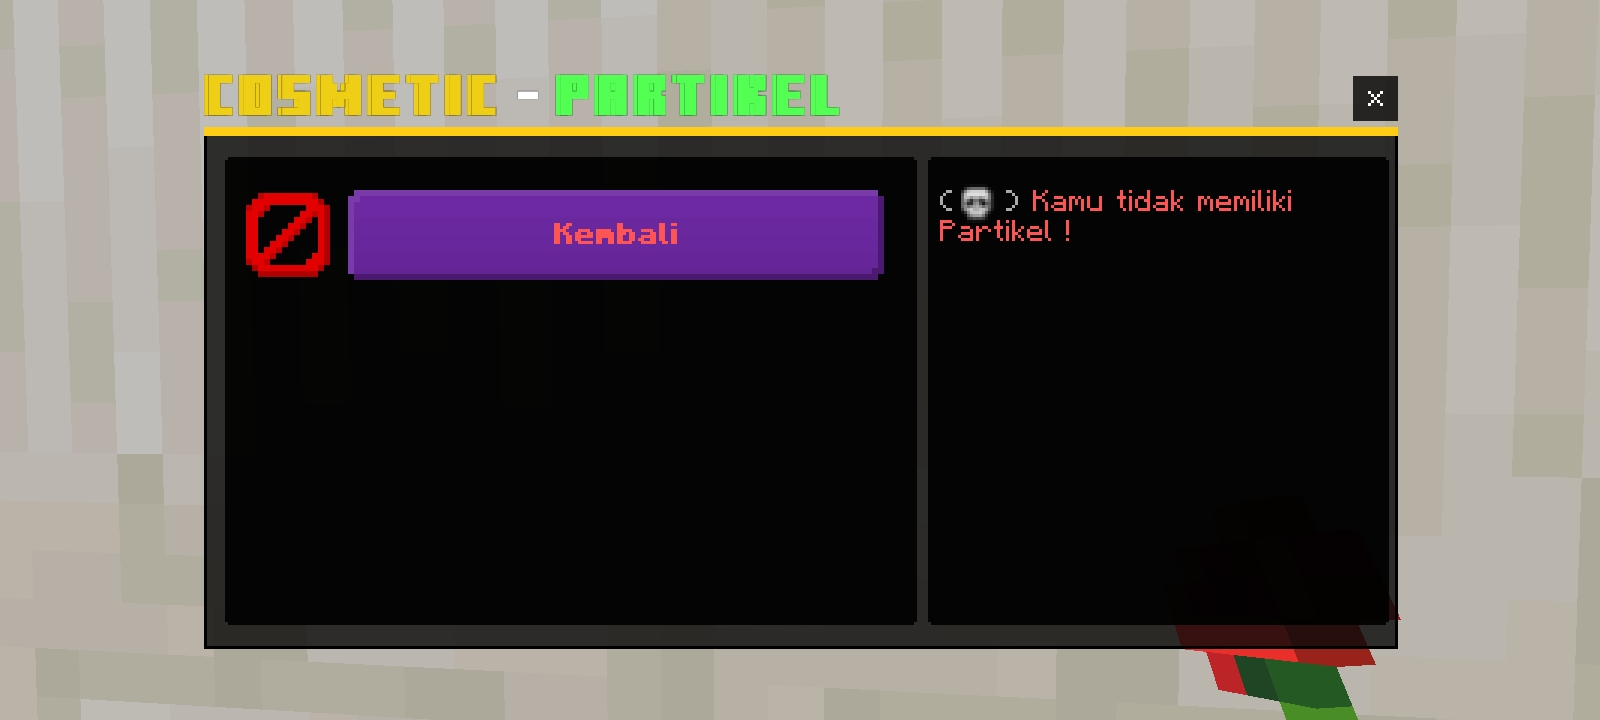 COSMETIC - PARTIKEL
Kembali
(💀) Kamu tidak memiliki
Partikel !